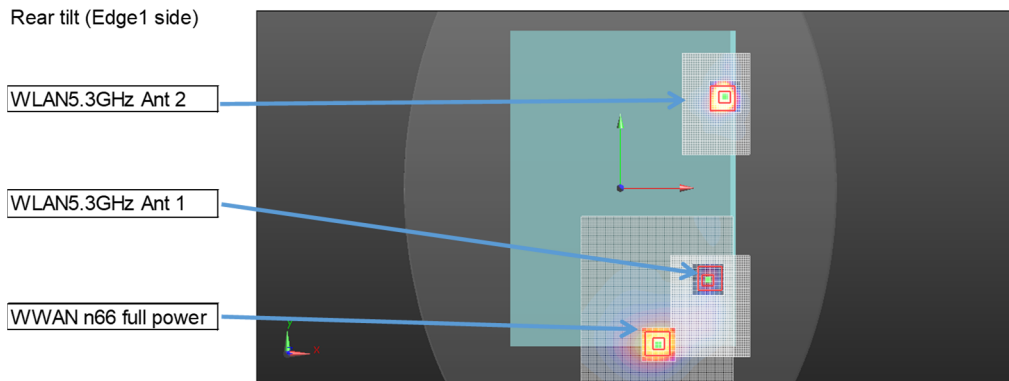 Rear tilt (Edge1 side)
WLAN5.3GHz Ant 2
WLAN5.3GHz Ant 1
WWAN n66 full power
y
x